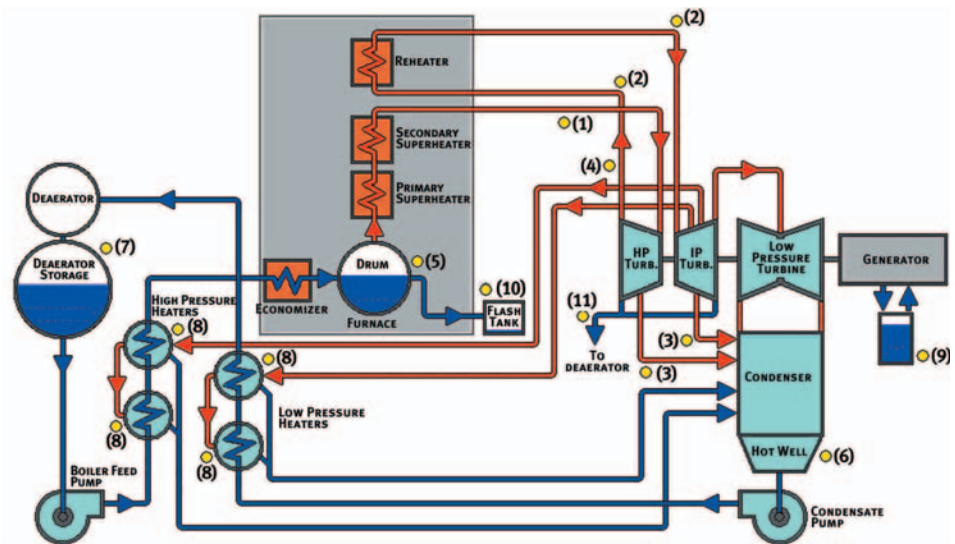 (2)
REHEATER
(2)
(1)
SECONDARY
SUPERHEATER
(4)
PRIMARY
SUPERHEATER
DEAERATOR
(7)
DEAERATOR
STORAGE
DRUM
(5)
HP
TURB.
IP
TURB.
LOW
PRESSURE
TURBINE
GENERATOR
(10)
FLASH
TANK
HIGH PRESSURE
HEATERS
ECONOMIZER
FURNACE
(11)
(8)
(3)
TO
DEAERATOR
(8)
(3)
(9)
CONDENSER
(8)
LOW PRESSURE
HEATERS
(8)
HOT WELL
(6)
BOILER FEED
PUMP
CONDENSATE
PUMP